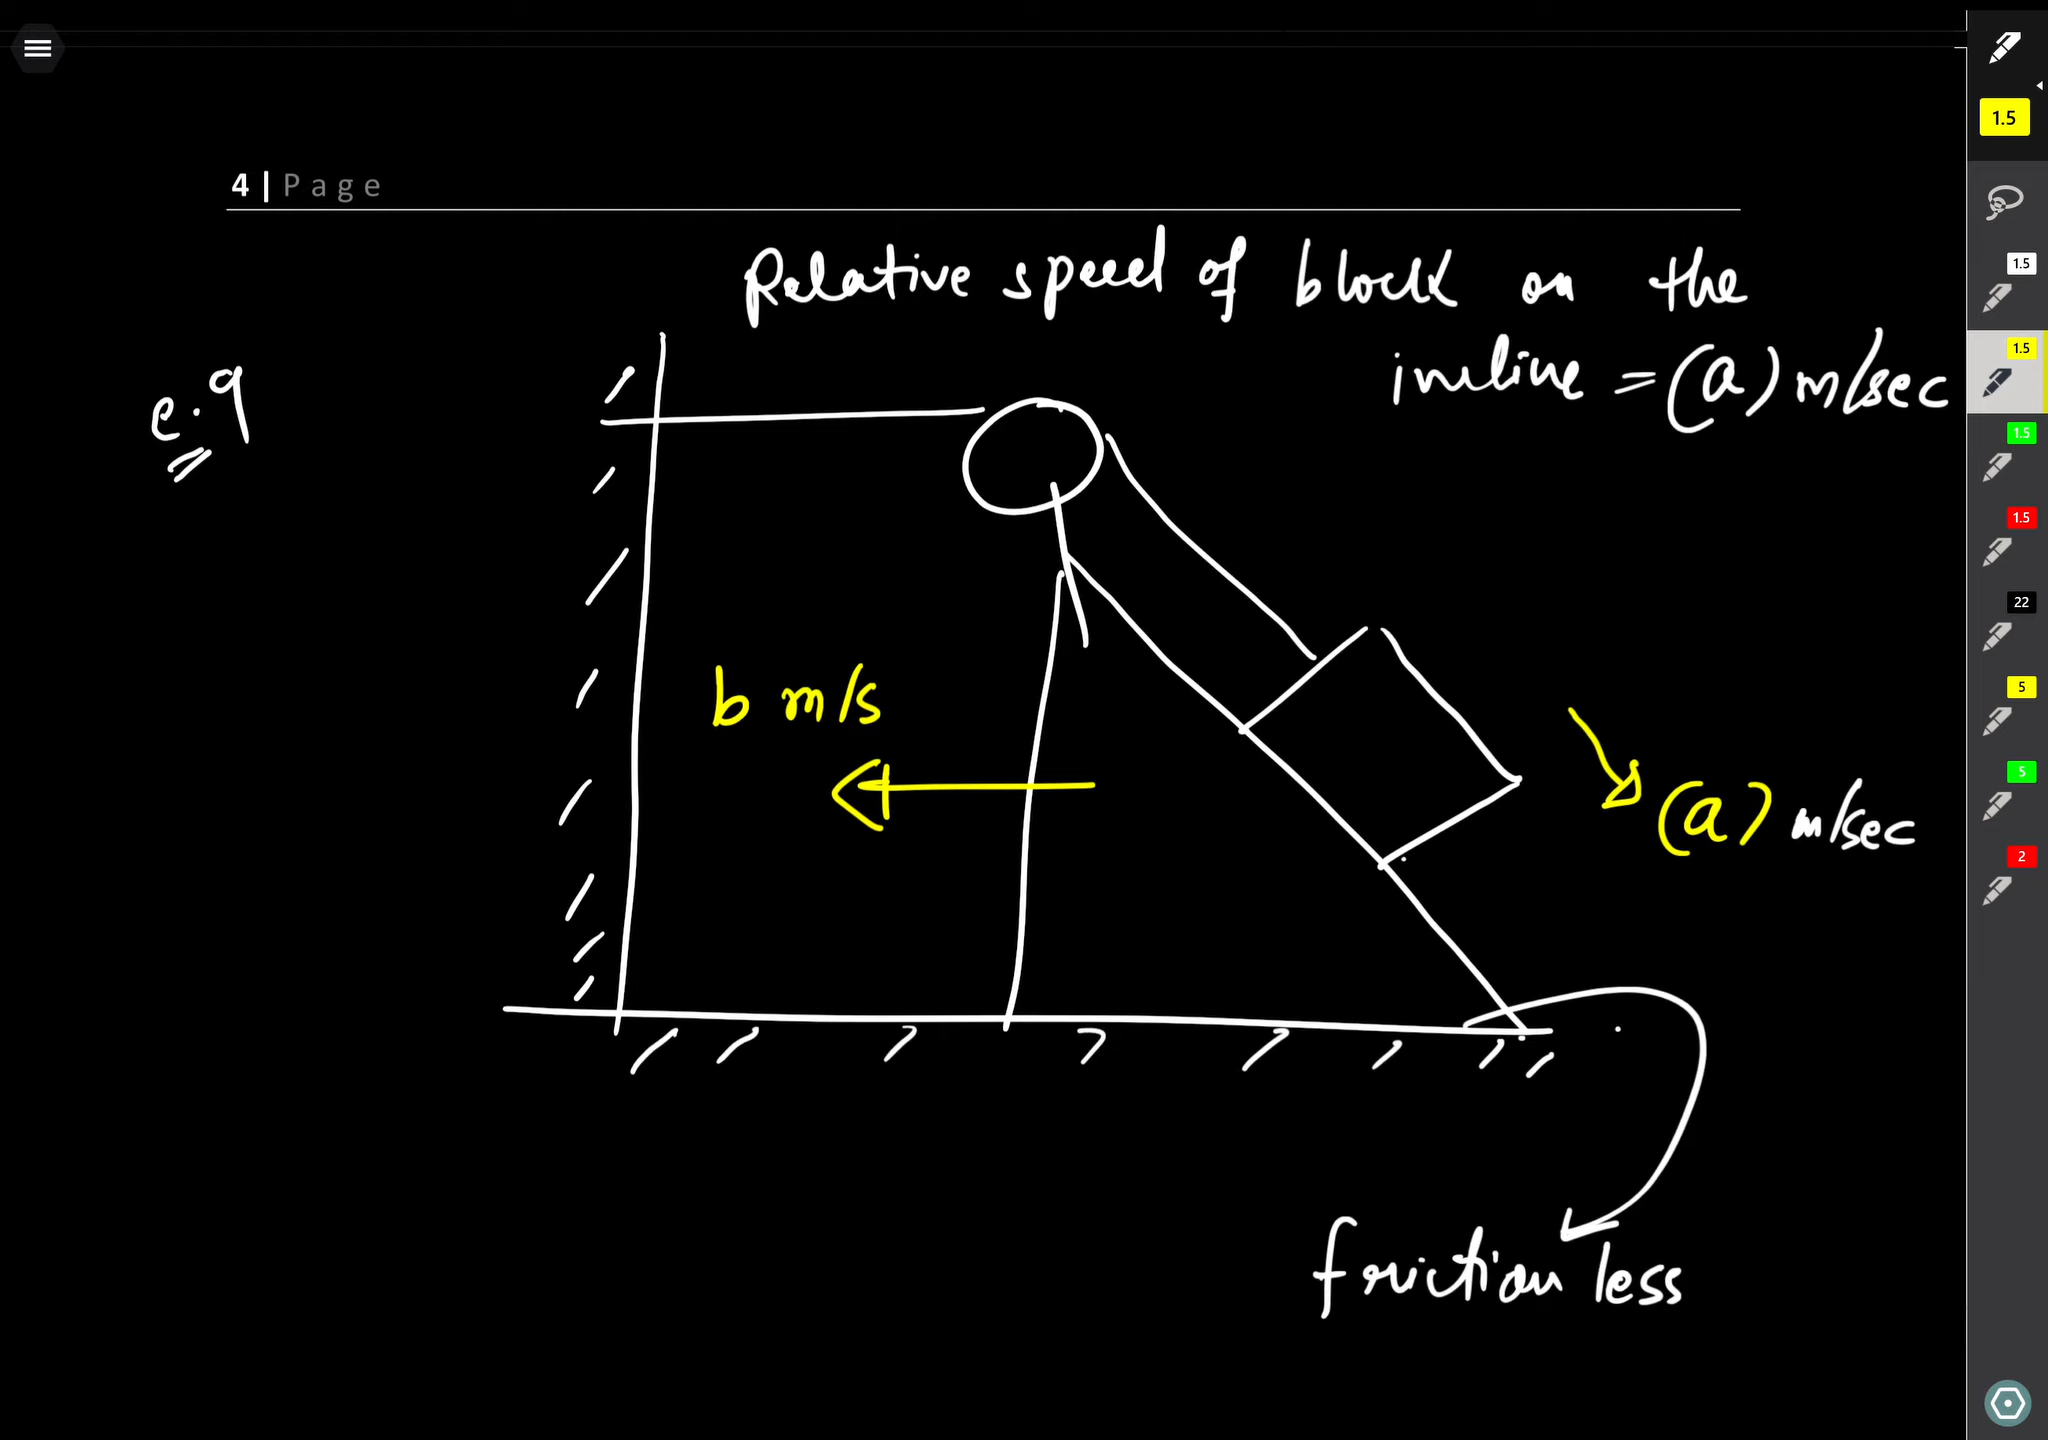 1.5
4 | Page
Relative speed of block on the
incline = (a) m/sec
e.g
b m/s
(a) m/sec
friction less
1.5
1.5
1.5
1.5
22
5
5
2